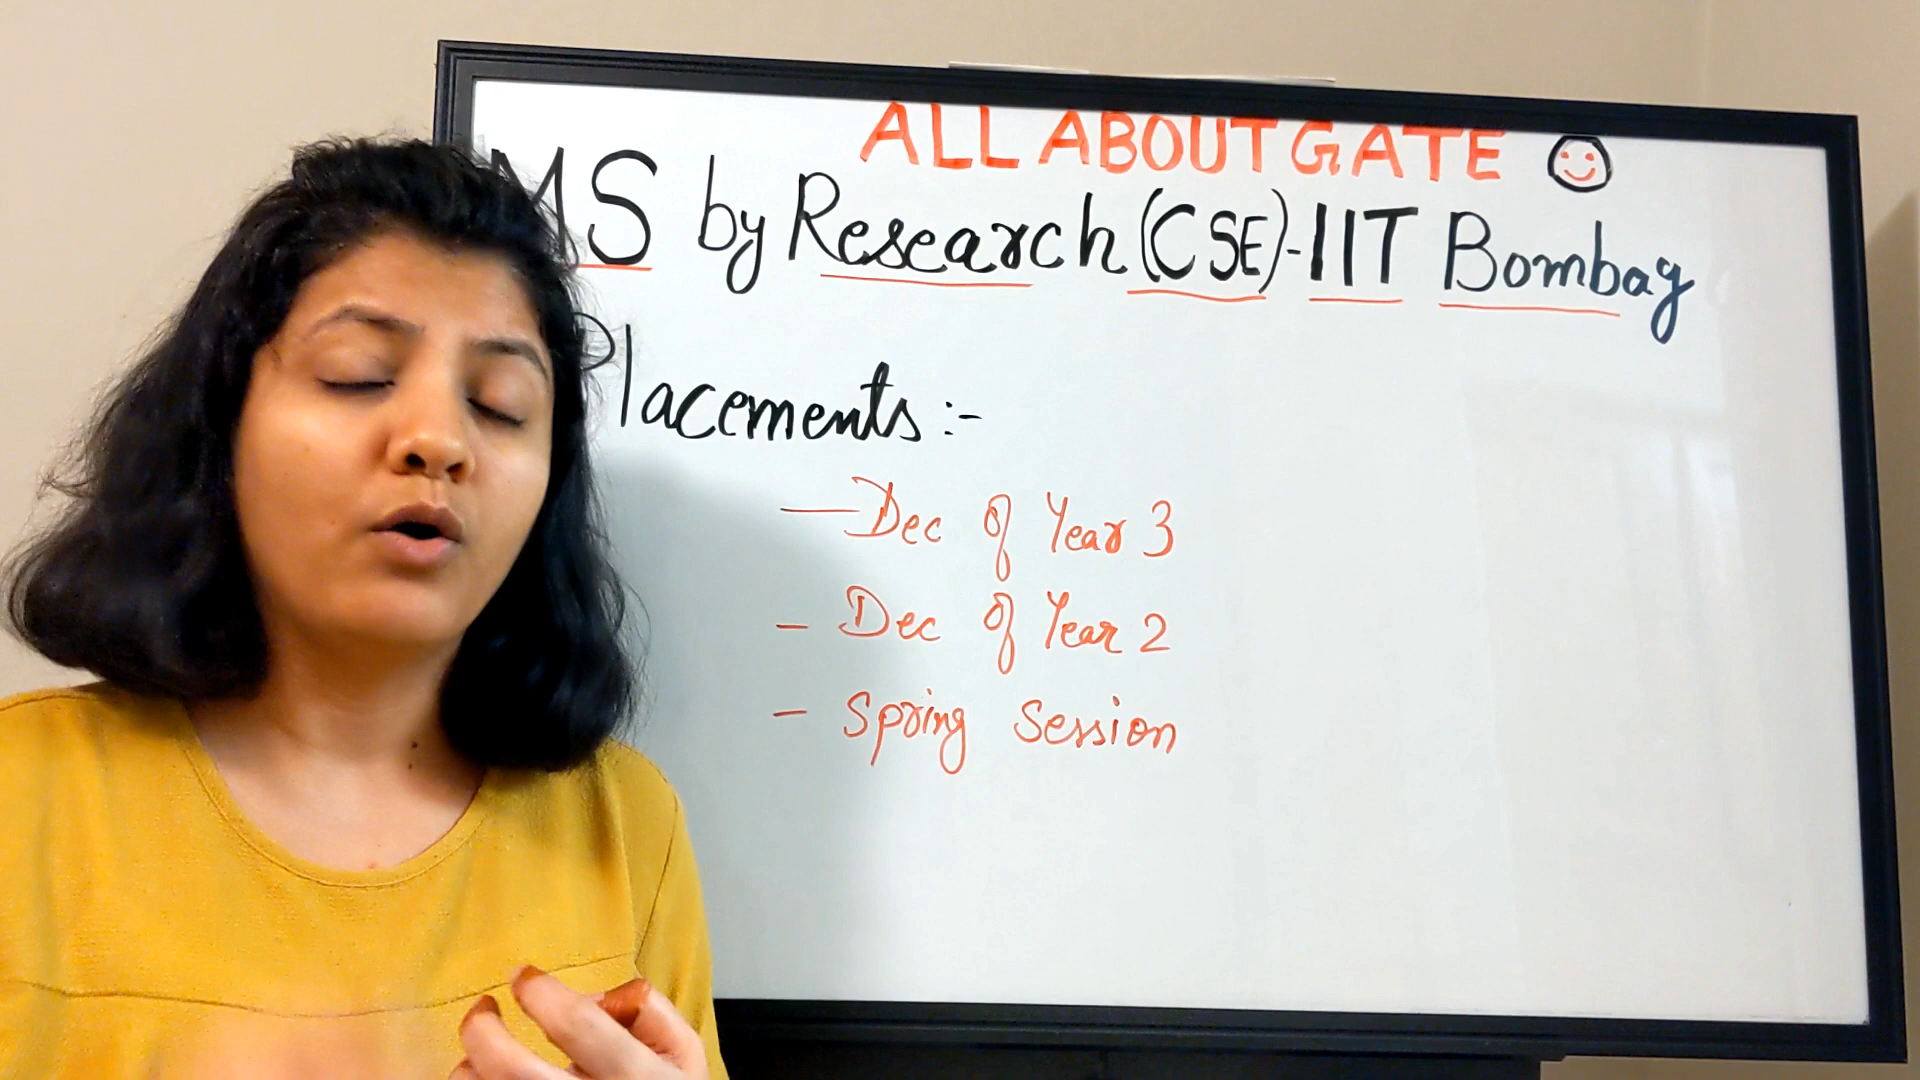 ALL ABOUT GATE
MS by Research (CSE)-IIT Bombay
Placements :-
— Dec of Year 3
- Dec of Year 2
- Spring Session